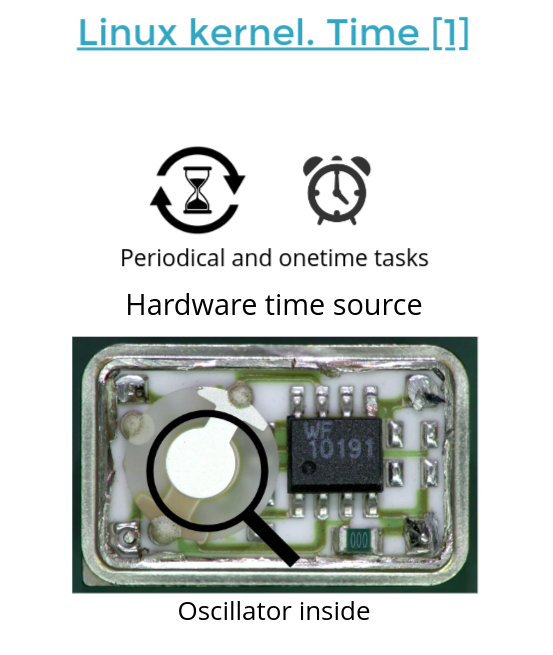 Linux kernel. Time [1]
Periodical and onetime tasks
Hardware time source
WF
10191
000
Oscillator inside